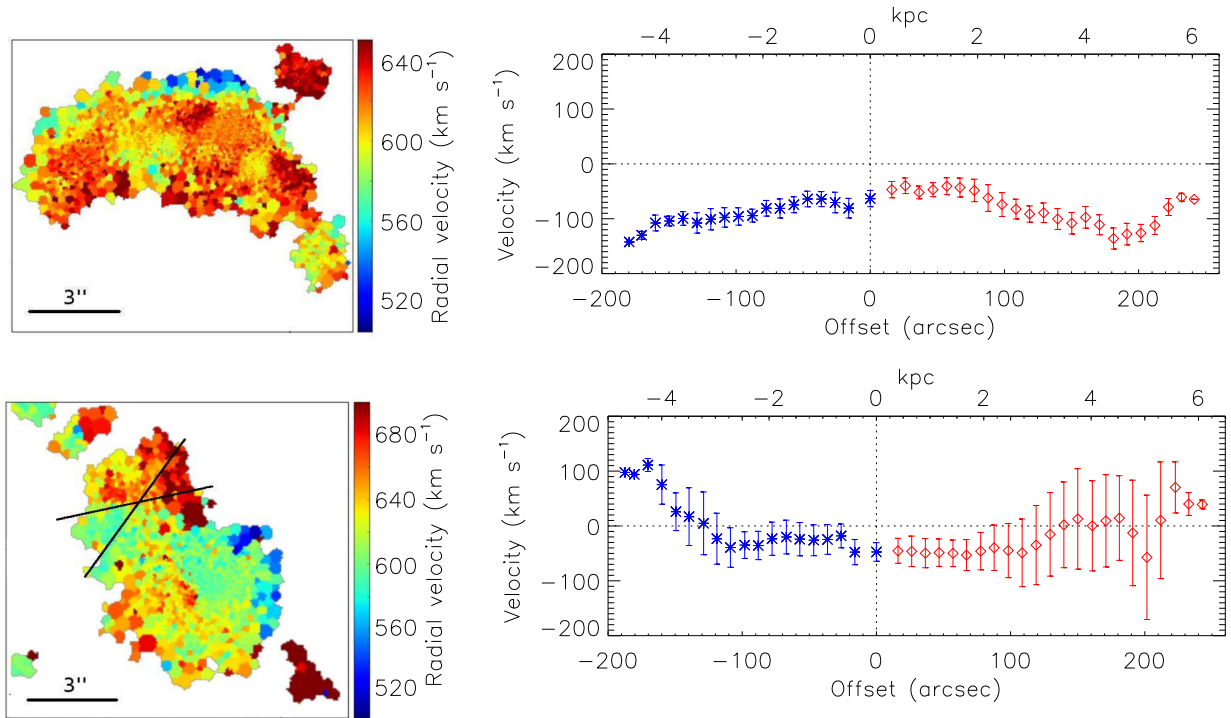 3''
640
600
560
520
Radial velocity (km s⁻¹)
kpc
−4 −2 0 2 4 6
200
100
0
−100
−200
Velocity (km s⁻¹)
−200 −100 0 100 200
Offset (arcsec)
3''
680
640
600
560
520
Radial velocity (km s⁻¹)
kpc
−4 −2 0 2 4 6
200
100
0
−100
−200
Velocity (km s⁻¹)
−200 −100 0 100 200
Offset (arcsec)